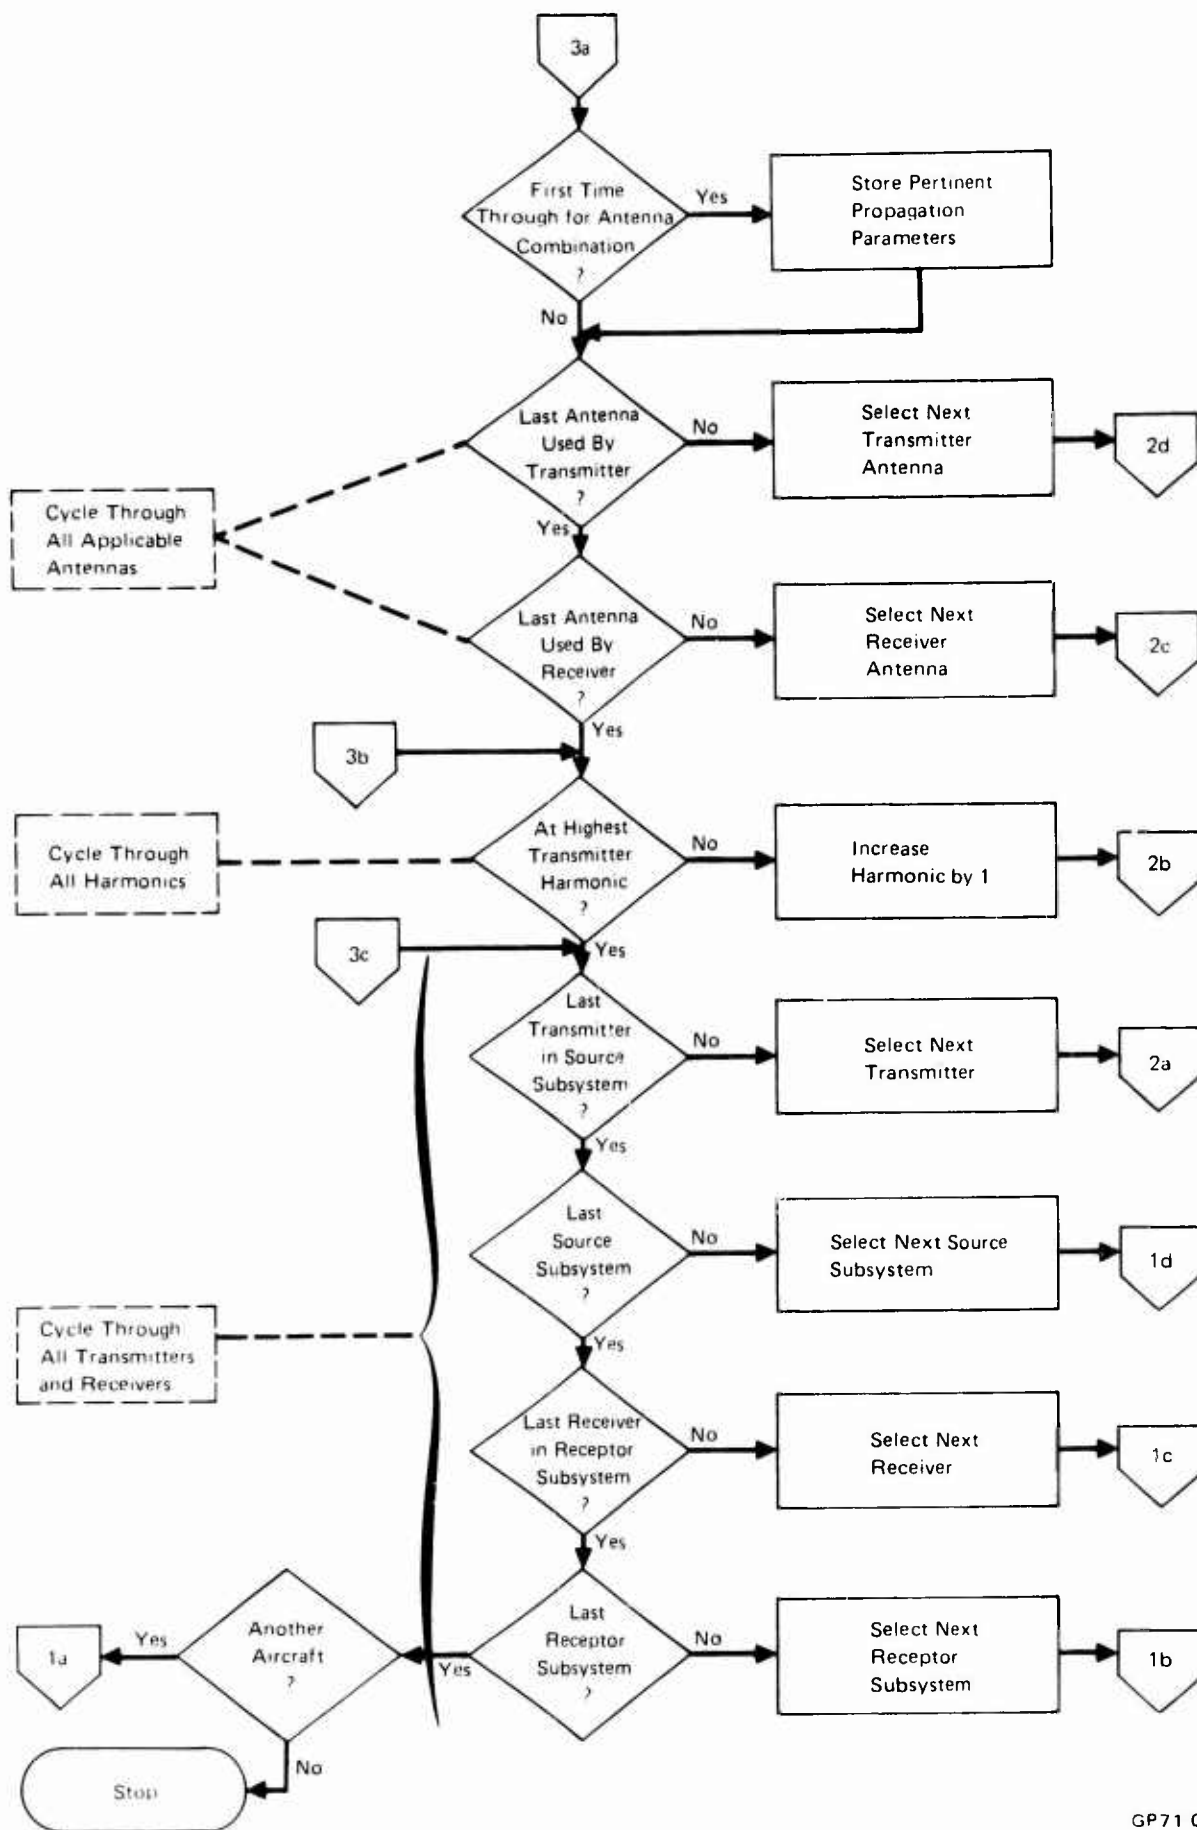 3a
First Time
Through for Antenna
Combination
?
Yes
Store Pertinent
Propagation
Parameters
No
Last Antenna
Used By
Transmitter
?
No
Select Next
Transmitter
Antenna
2d
Cycle Through
All Applicable
Antennas
Yes
Last Antenna
Used By
Receiver
?
No
Select Next
Receiver
Antenna
2c
Yes
3b
Cycle Through
All Harmonics
At Highest
Transmitter
Harmonic
?
No
Increase
Harmonic by 1
2b
3c
Yes
Last
Transmitter
in Source
Subsystem
?
No
Select Next
Transmitter
2a
Yes
Last
Source
Subsystem
?
No
Select Next Source
Subsystem
1d
Cycle Through
All Transmitters
and Receivers
Yes
Last Receiver
in Receptor
Subsystem
?
No
Select Next
Receiver
1c
Yes
1a
Yes
Another
Aircraft
?
Yes
Last
Receptor
Subsystem
?
No
Select Next
Receptor
Subsystem
1b
No
Stop
GP71